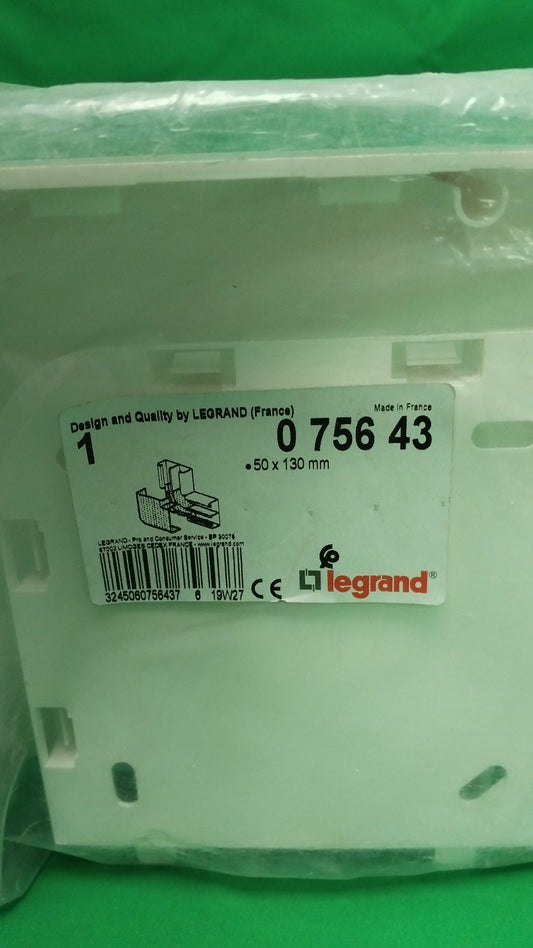 Design and Quality by LEGRAND (France)
Made in France
1
0 756 43
• 50 x 130 mm
LEGRAND - Pro and Consumer Service - BP 30076
87002 LIMOGES CEDEX FRANCE - www.legrand.com
3245060756437 6 19W27 CE
legrand®